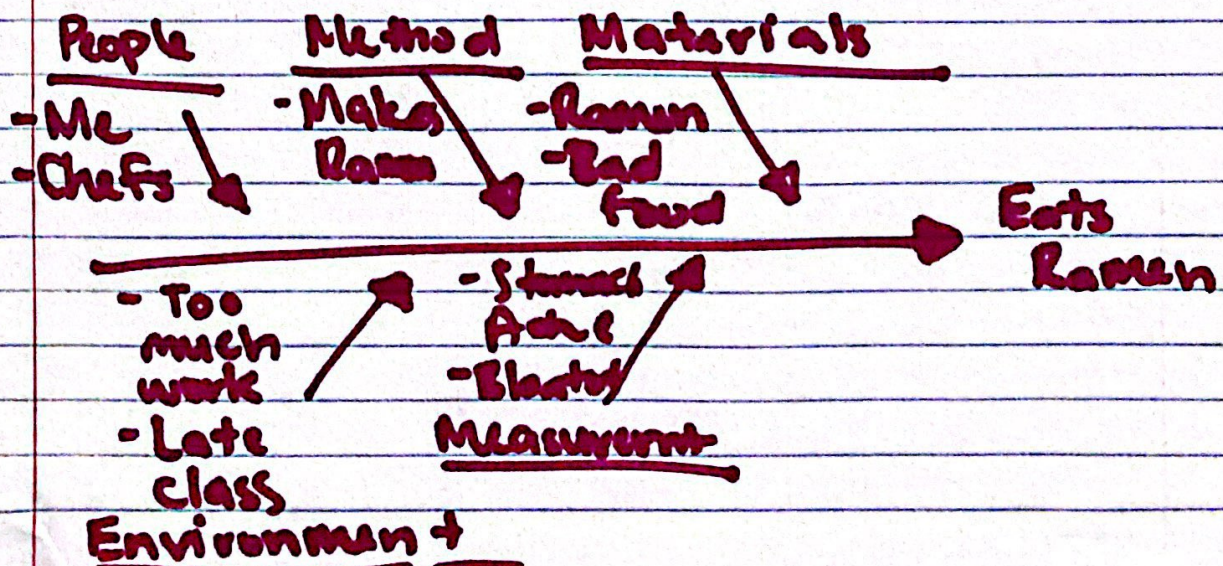 People
- Me
- Chefs
Method
- Makes
Ramen
Materials
- Ramen
- Bad
Food
Eats
Ramen
- Too
much
work
- Late
class
Environment
- Stomach
Ache
- Bloated
Measurement